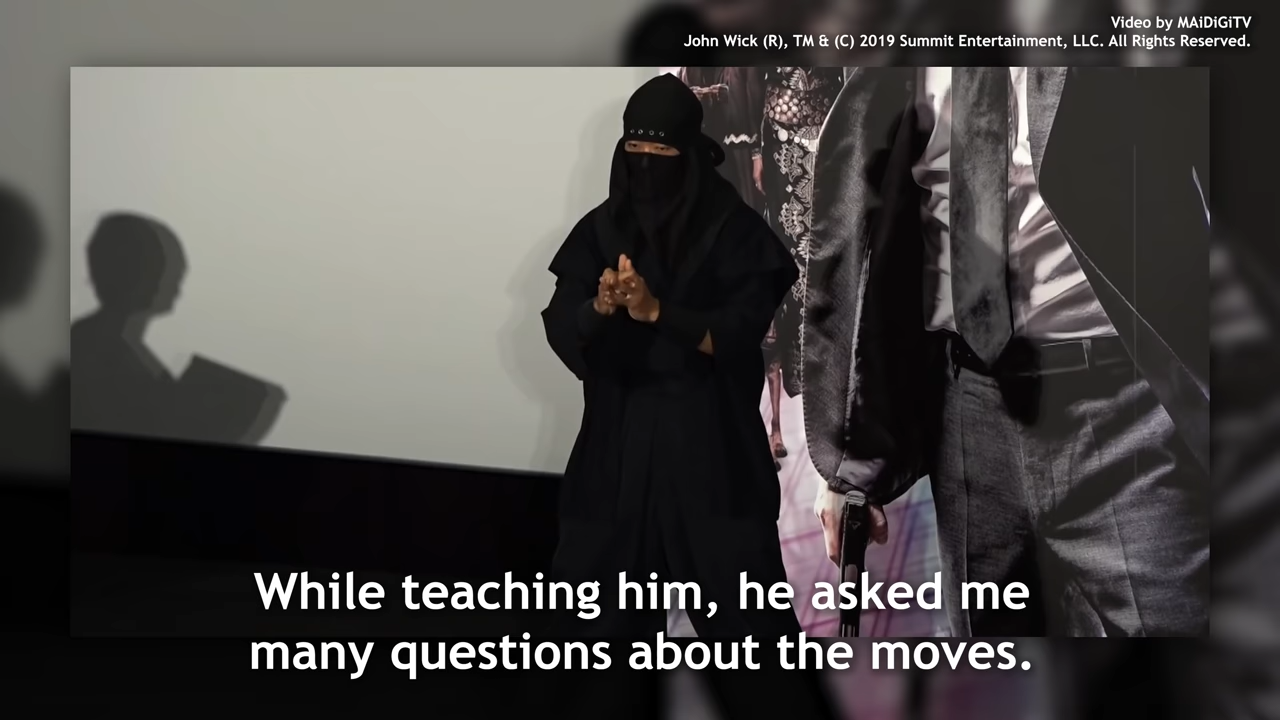 Video by MAiDiGiTV
John Wick (R), TM & (C) 2019 Summit Entertainment, LLC. All Rights Reserved.
While teaching him, he asked me
many questions about the moves.